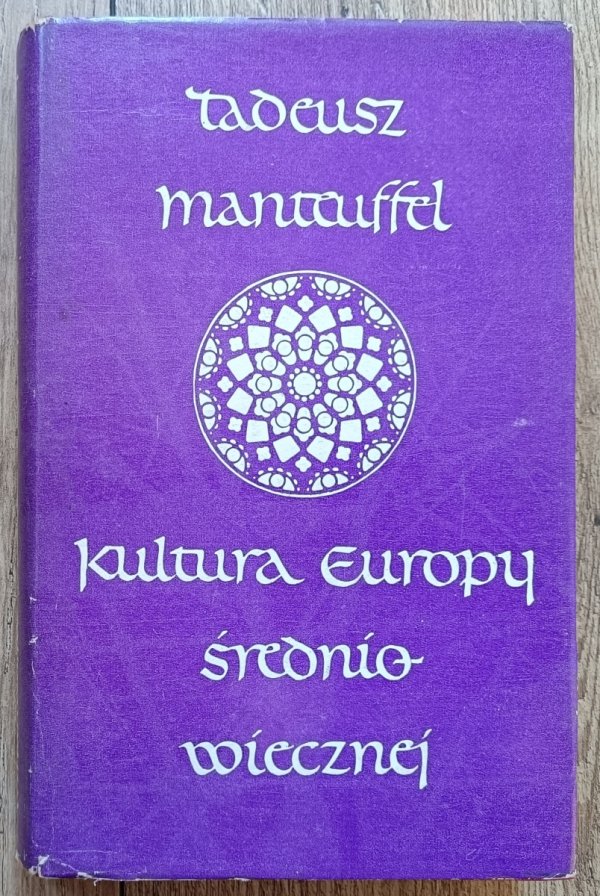 tadeusz
manteuffel
kultura Europy
średnio-
wiecznej